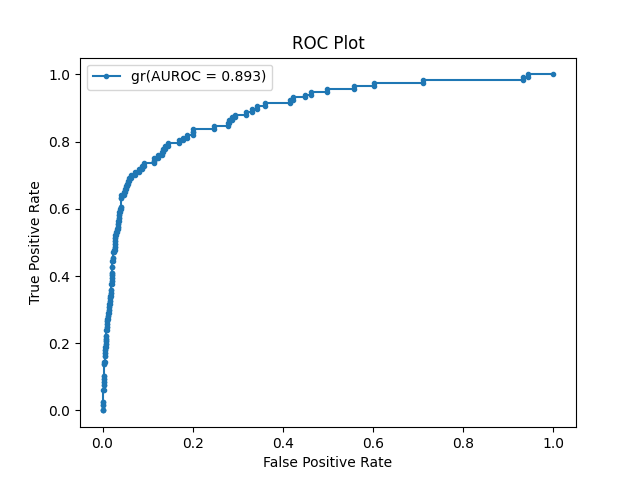 ROC Plot
gr(AUROC = 0.893)
True Positive Rate
1.0
0.8
0.6
0.4
0.2
0.0
0.0 0.2 0.4 0.6 0.8 1.0
False Positive Rate